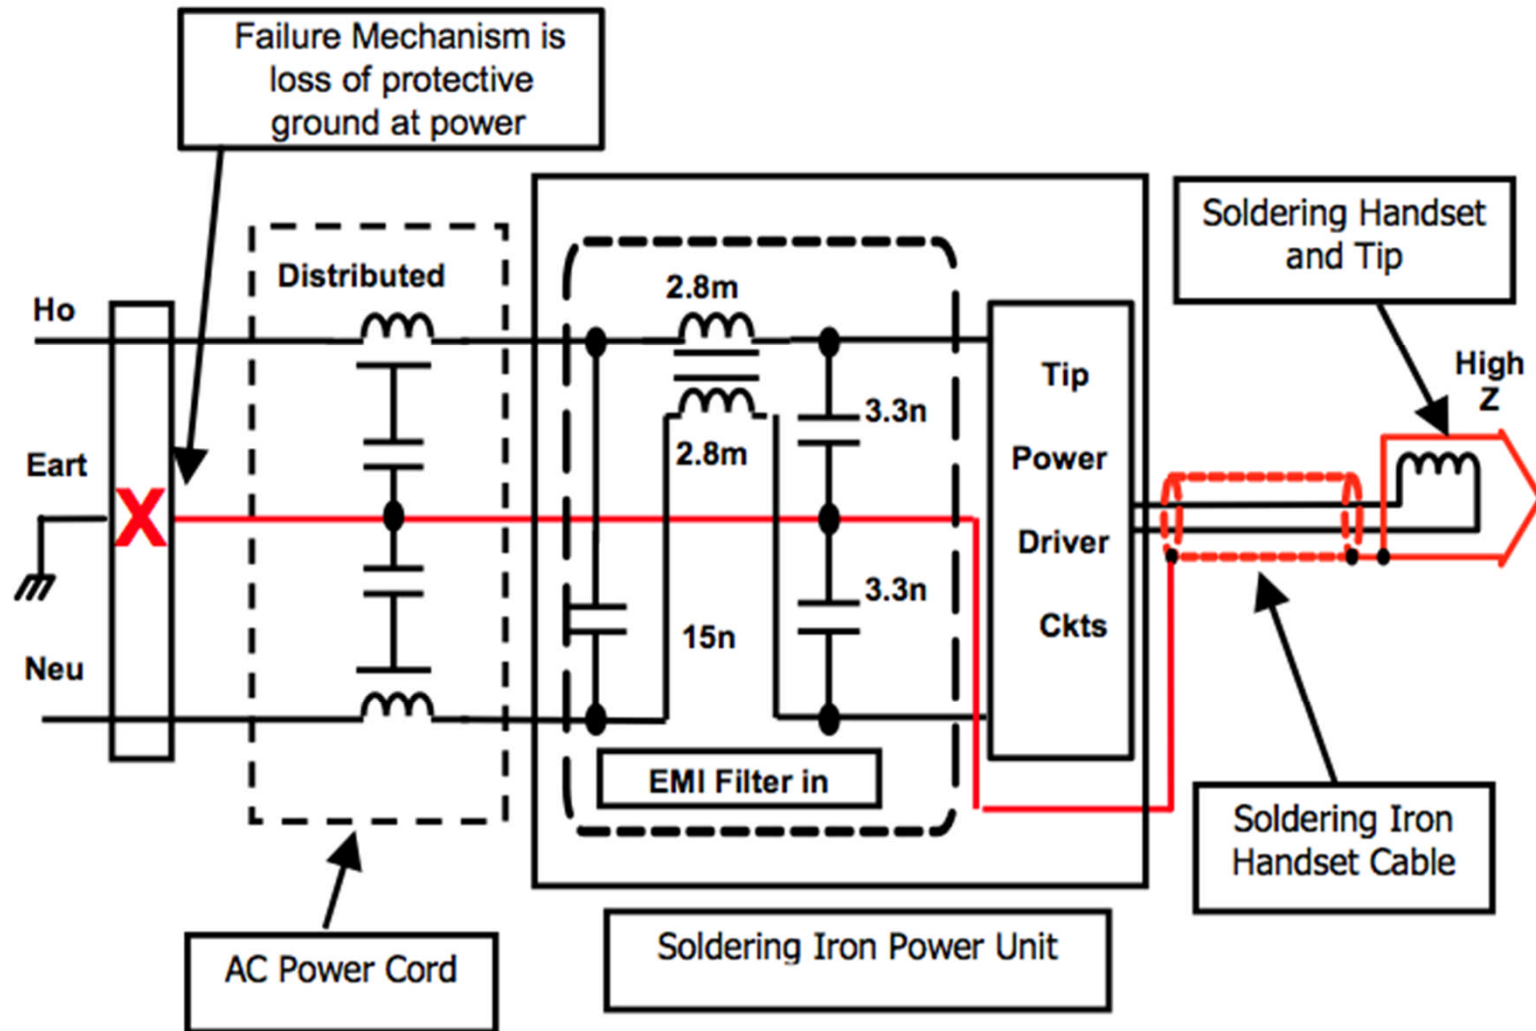 Failure Mechanism is
loss of protective
ground at power
Soldering Handset
and Tip
Distributed
2.8m
Ho
High
Z
Tip
3.3n
2.8m
Power
Eart
X
Driver
3.3n
Ckts
15n
Neu
EMI Filter in
Soldering Iron
Handset Cable
Soldering Iron Power Unit
AC Power Cord